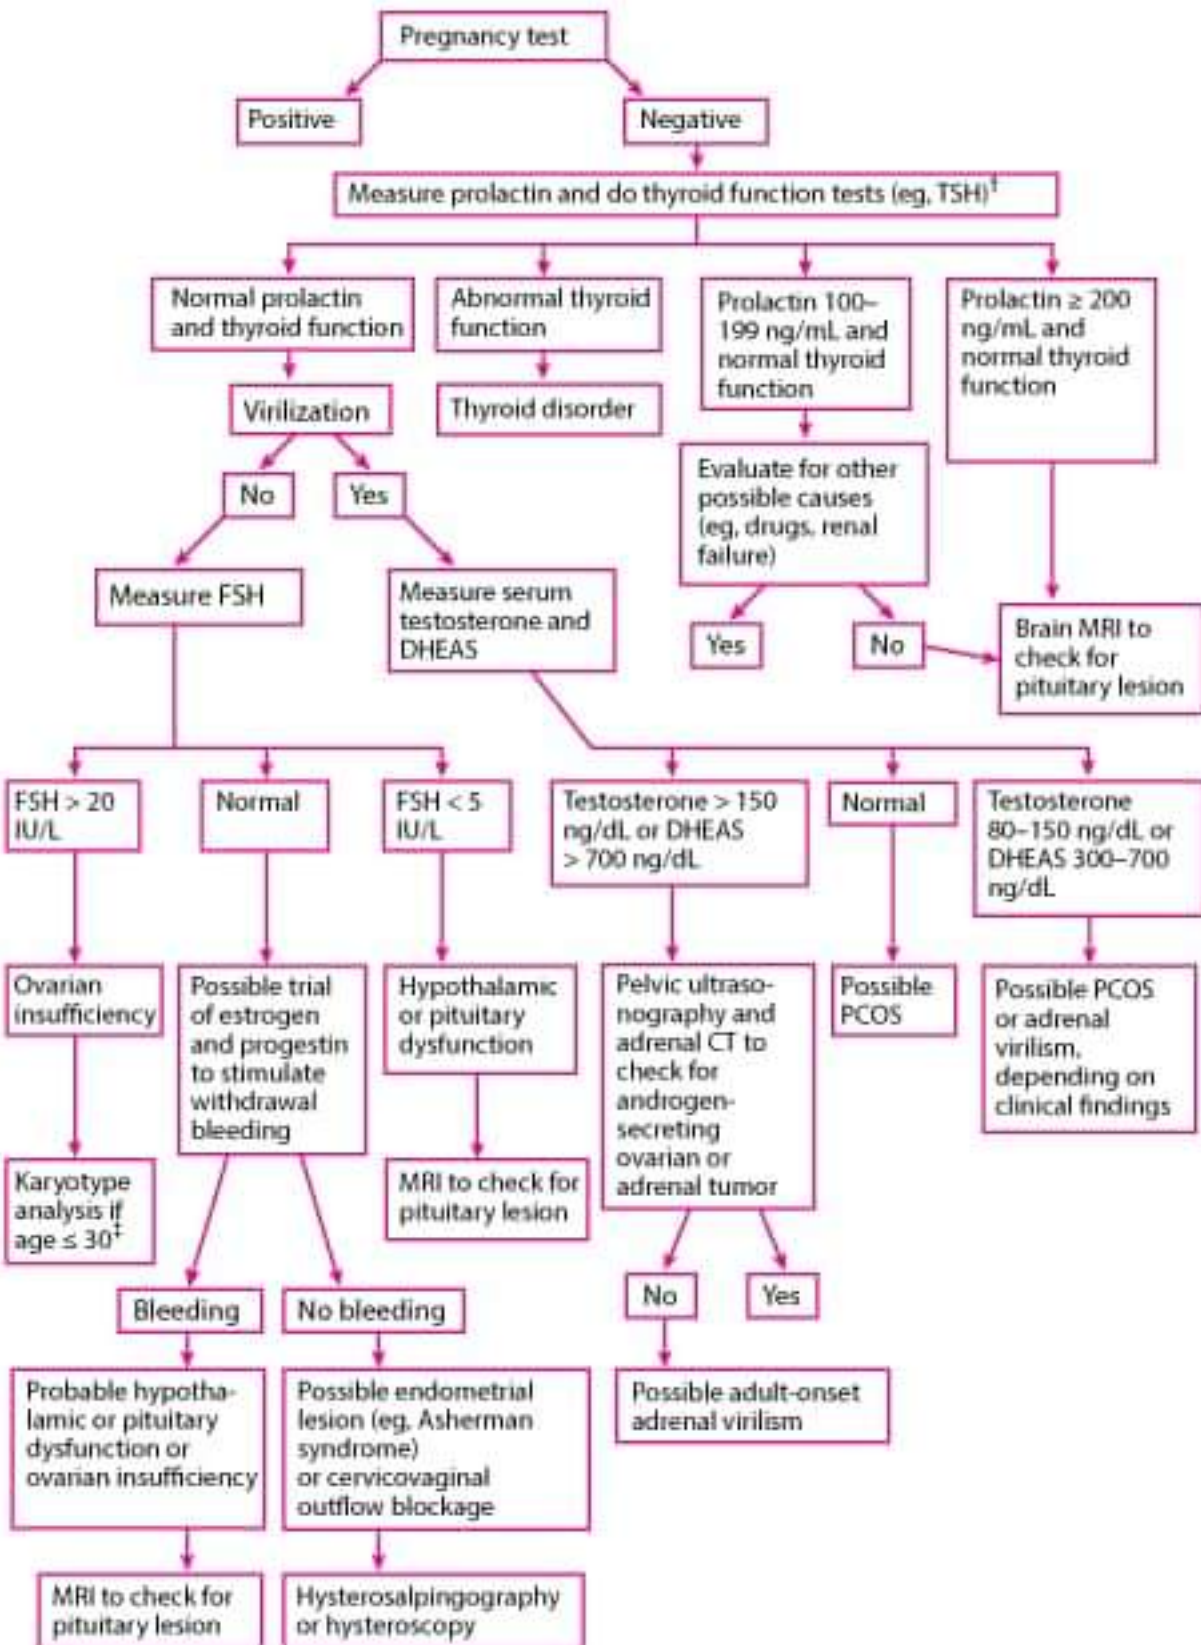 Pregnancy test
Positive
Negative
Measure prolactin and do thyroid function tests (eg, TSH)†
Normal prolactin
and thyroid function
Abnormal thyroid
function
Prolactin 100–
199 ng/mL and
normal thyroid
function
Prolactin ≥ 200
ng/mL and
normal thyroid
function
Virilization
Thyroid disorder
Evaluate for other
possible causes
(eg, drugs, renal
failure)
No
Yes
Measure FSH
Measure serum
testosterone and
DHEAS
Yes
No
Brain MRI to
check for
pituitary lesion
FSH > 20
IU/L
Normal
FSH < 5
IU/L
Testosterone > 150
ng/dL or DHEAS
> 700 ng/dL
Normal
Testosterone
80–150 ng/dL or
DHEAS 300–700
ng/dL
Ovarian
insufficiency
Possible trial
of estrogen
and progestin
to stimulate
withdrawal
bleeding
Hypothalamic
or pituitary
dysfunction
Pelvic ultraso-
nography and
adrenal CT to
check for
androgen-
secreting
ovarian or
adrenal tumor
Possible
PCOS
Possible PCOS
or adrenal
virilism,
depending on
clinical findings
Karyotype
analysis if
age ≤ 30‡
MRI to check for
pituitary lesion
Bleeding
No bleeding
No
Yes
Probable hypotha-
lamic or pituitary
dysfunction or
ovarian insufficiency
Possible endometrial
lesion (eg, Asherman
syndrome)
or cervicovaginal
outflow blockage
Possible adult-onset
adrenal virilism
MRI to check for
pituitary lesion
Hysterosalpingography
or hysteroscopy